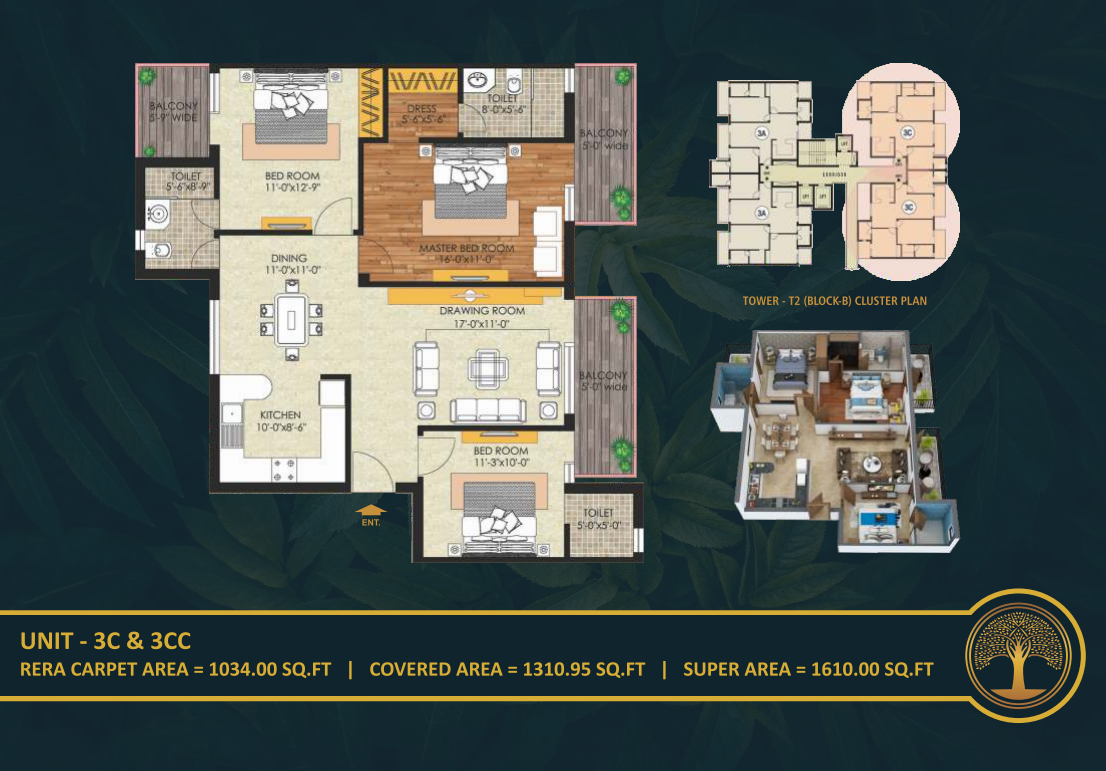 BALCONY
5'-9" WIDE
BED ROOM
11'-0"x12'-9"
DRESS
5'-6"x5'-6"
TOILET
8'-0"x5'-6"
BALCONY
5'-0" wide
TOILET
5'-6"x8'-9"
MASTER BED ROOM
16'-0"x11'-0"
DINING
11'-0"x11'-0"
DRAWING ROOM
17'-0"x11'-0"
BALCONY
5'-0" wide
KITCHEN
10'-0"x8'-6"
BED ROOM
11'-3"x10'-0"
TOILET
5'-0"x5'-0"
ENT.
3A
3C
LIFT
CORRIDOR
3A
3C
LIFT
LIFT
TOWER - T2 (BLOCK-B) CLUSTER PLAN
UNIT - 3C & 3CC
RERA CARPET AREA = 1034.00 SQ.FT | COVERED AREA = 1310.95 SQ.FT | SUPER AREA = 1610.00 SQ.FT